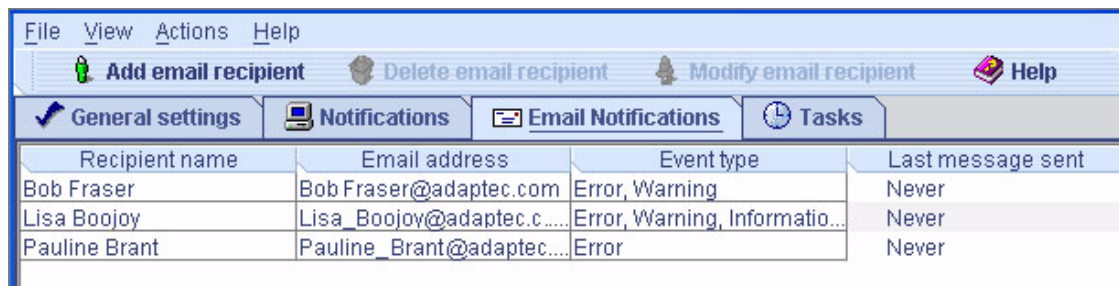 File View Actions Help
Add email recipient Delete email recipient Modify email recipient Help
General settings Notifications Email Notifications Tasks
Recipient name Email address Event type Last message sent
Bob Fraser Bob Fraser@adaptec.com Error, Warning Never
Lisa Boojoy Lisa_Boojoy@adaptec.c..... Error, Warning, Informatio... Never
Pauline Brant Pauline_Brant@adaptec.... Error Never